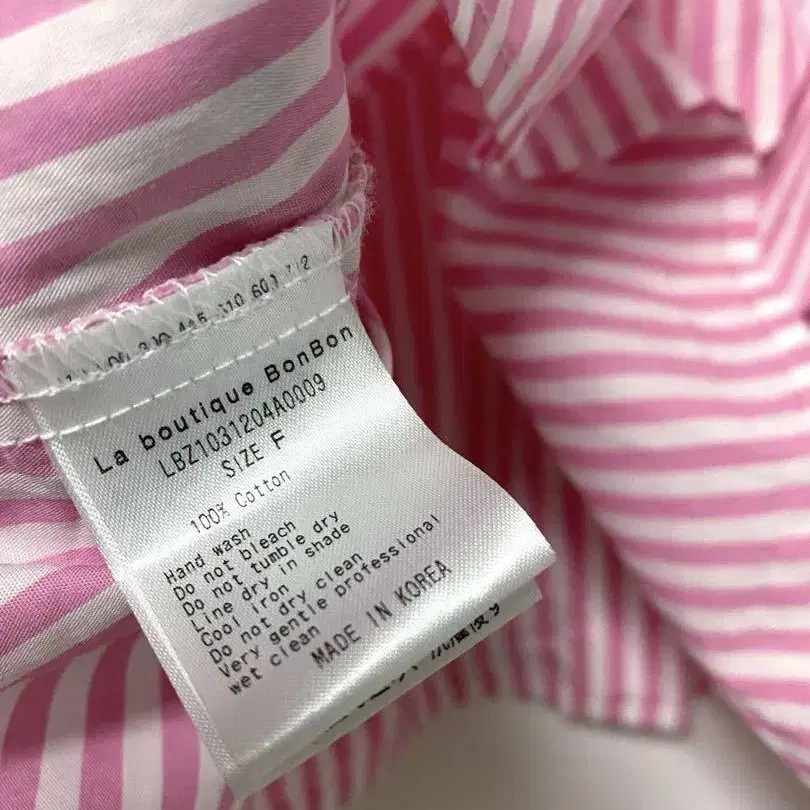 La boutique BonBon
LBZ1031204A0009
SIZE F
100% Cotton
Hand wash
Do not bleach
Do not tumble dry
Line dry in shade
Cool iron
Do not dry clean
Very gentle professional
wet clean
MADE IN KOREA